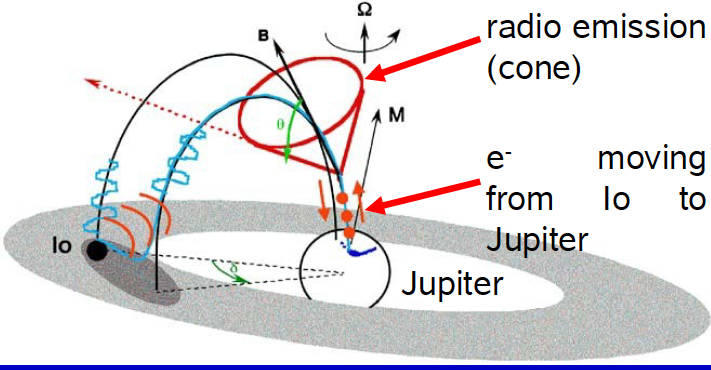 Ω
B
radio emission
(cone)
θ
M
e- moving
from Io to
Jupiter
Io
δ
Jupiter